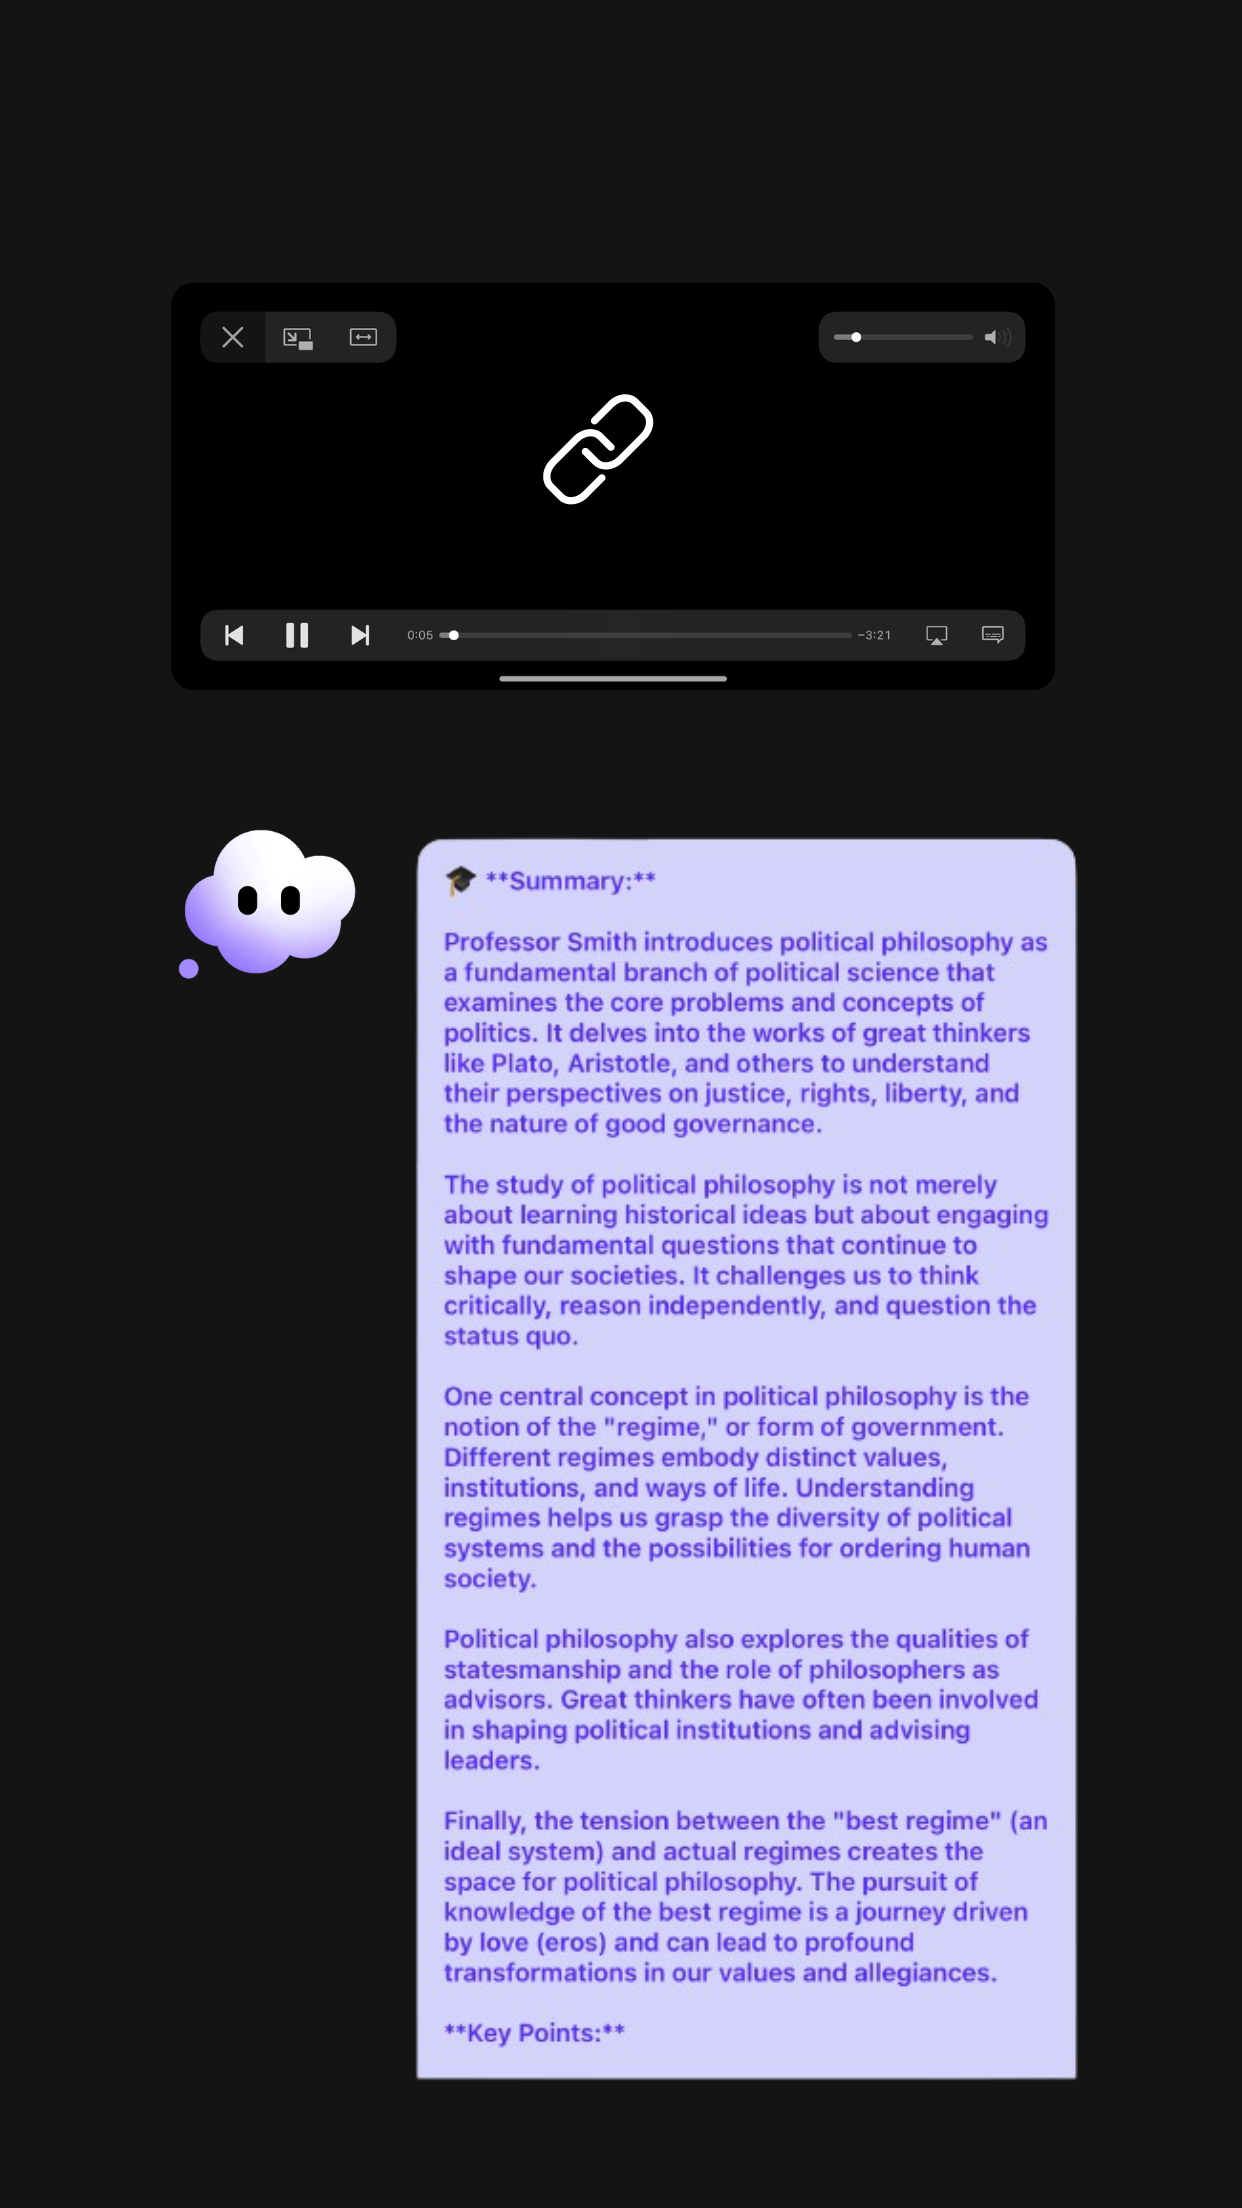 0:05
−3:21
🎓 **Summary:**
Professor Smith introduces political philosophy as
a fundamental branch of political science that
examines the core problems and concepts of
politics. It delves into the works of great thinkers
like Plato, Aristotle, and others to understand
their perspectives on justice, rights, liberty, and
the nature of good governance.
The study of political philosophy is not merely
about learning historical ideas but about engaging
with fundamental questions that continue to
shape our societies. It challenges us to think
critically, reason independently, and question the
status quo.
One central concept in political philosophy is the
notion of the "regime," or form of government.
Different regimes embody distinct values,
institutions, and ways of life. Understanding
regimes helps us grasp the diversity of political
systems and the possibilities for ordering human
society.
Political philosophy also explores the qualities of
statesmanship and the role of philosophers as
advisors. Great thinkers have often been involved
in shaping political institutions and advising
leaders.
Finally, the tension between the "best regime" (an
ideal system) and actual regimes creates the
space for political philosophy. The pursuit of
knowledge of the best regime is a journey driven
by love (eros) and can lead to profound
transformations in our values and allegiances.
**Key Points:**